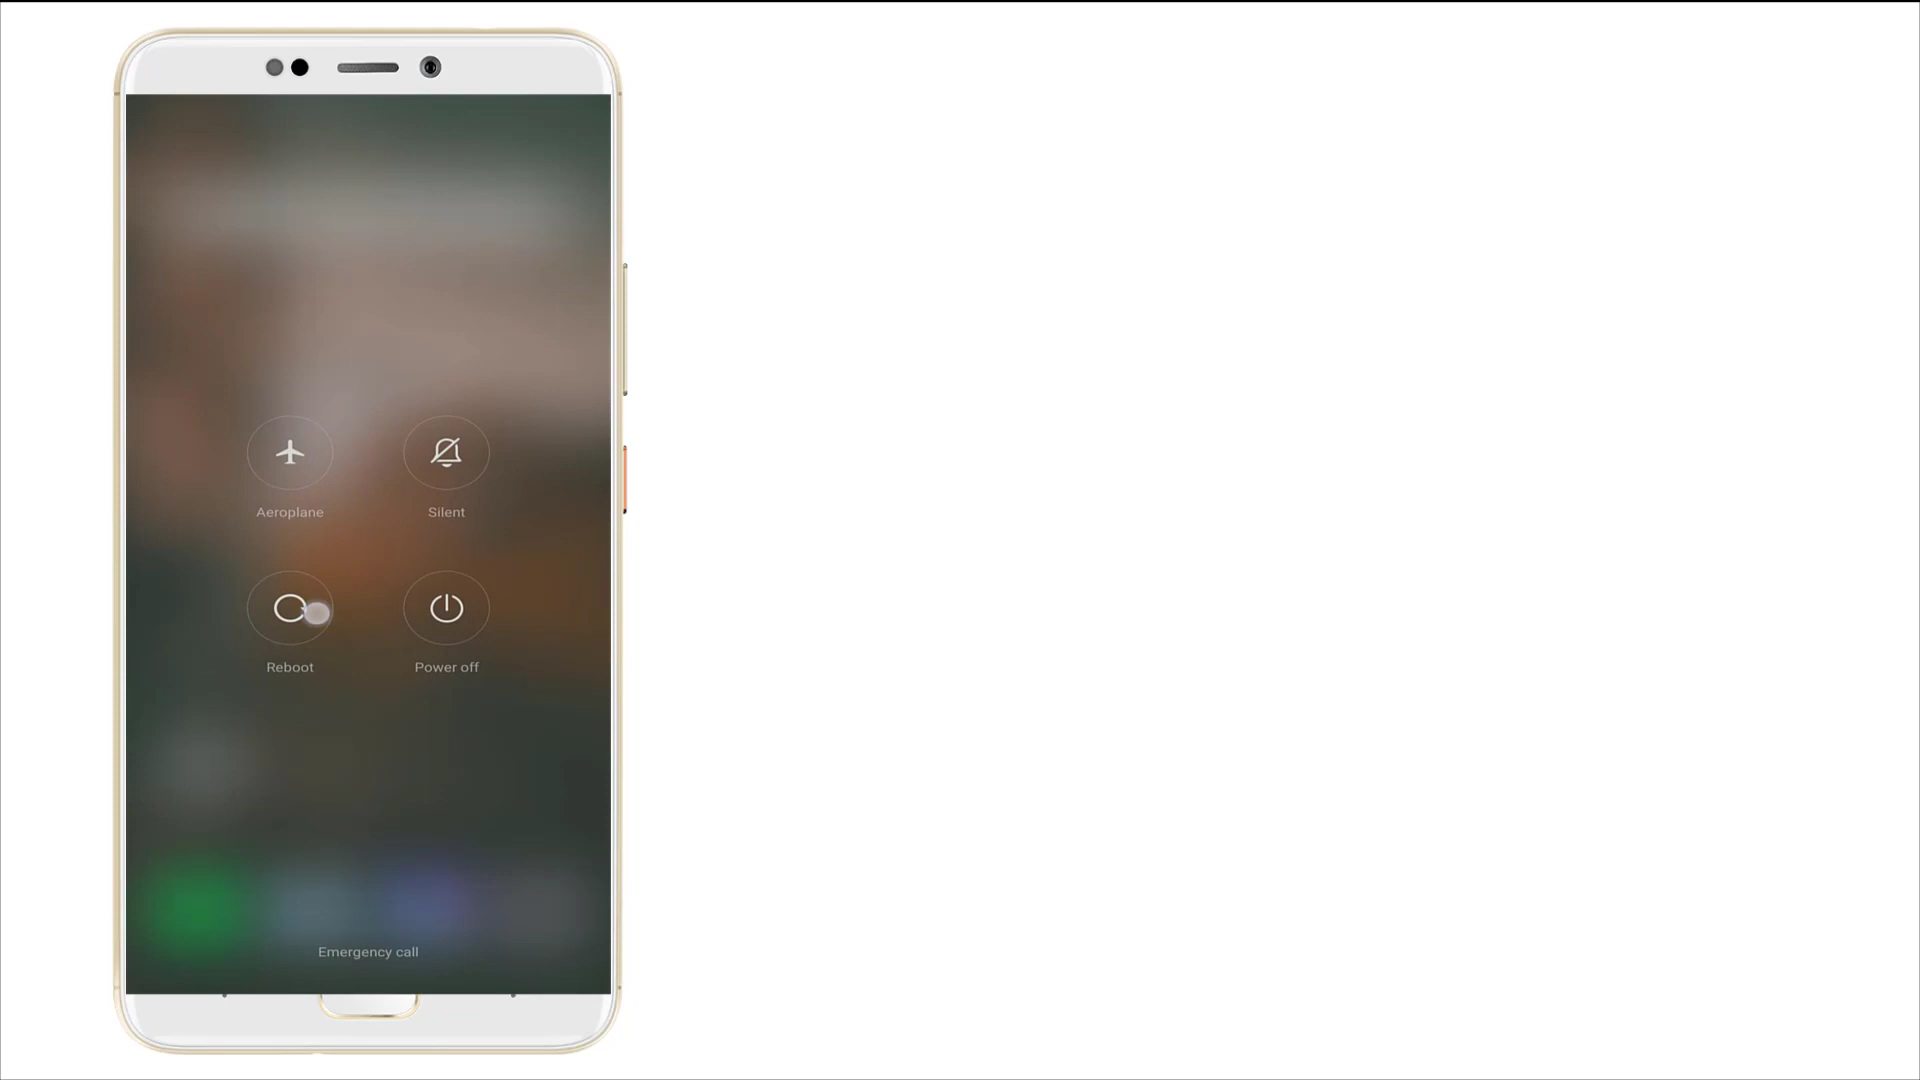 Aeroplane
Silent
Reboot
Power off
Emergency call